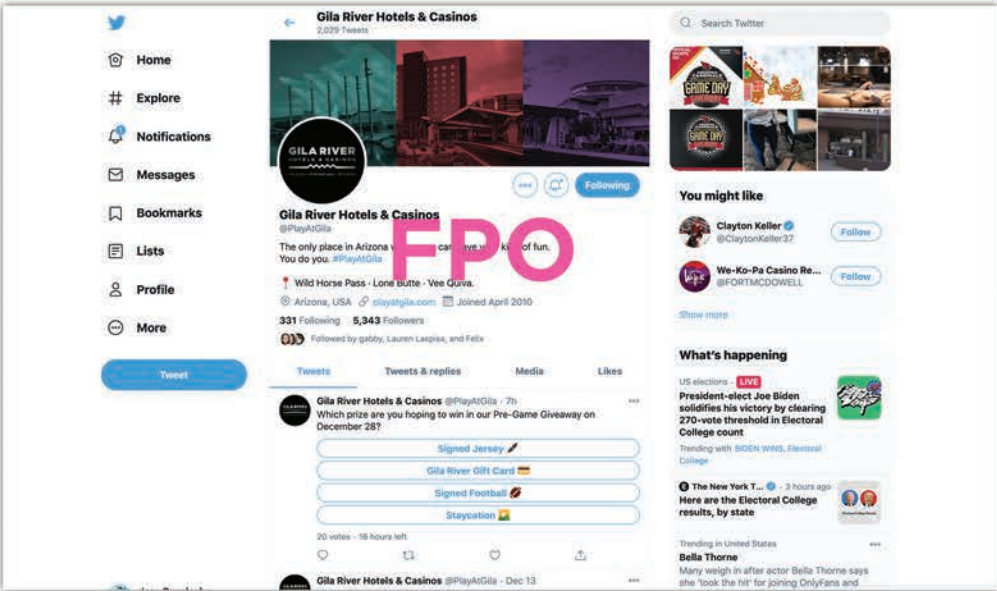 Home
Explore
Notifications
Messages
Bookmarks
Lists
Profile
More
Tweet
Gila River Hotels & Casinos
2,029 Tweets
GILA RIVER
HOTELS & CASINOS
Following
Gila River Hotels & Casinos
@PlayAtGila
FPO
The only place in Arizona can of fun.
You do you. #PlayAtGila
Wild Horse Pass · Lone Butte · Vee Quiva.
Arizona, USA playatgila.com Joined April 2010
331 Following 5,343 Followers
Followed by gabby, Lauren Laspisa, and Felix
Tweets Tweets & replies Media Likes
Gila River Hotels & Casinos @PlayAtGila · 7h
Which prize are you hoping to win in our Pre-Game Giveaway on
December 28?
Signed Jersey
Gila River Gift Card
Signed Football
Staycation
20 votes · 16 hours left
Gila River Hotels & Casinos @PlayAtGila · Dec 13
Search Twitter
GAME DAY
GIVEAWAY
GAME DAY
You might like
Clayton Keller
@ClaytonKeller37
Follow
We-Ko-Pa Casino Re...
@FORTMCDOWELL
Follow
Show more
What's happening
US elections · LIVE
President-elect Joe Biden
solidifies his victory by clearing
270-vote threshold in Electoral
College count
Trending with BIDEN WINS, Electoral
College
The New York T... · 3 hours ago
Here are the Electoral College
results, by state
Trending in United States
Bella Thorne
Many weigh in after actor Bella Thorne says
she 'took the hit' for joining OnlyFans and